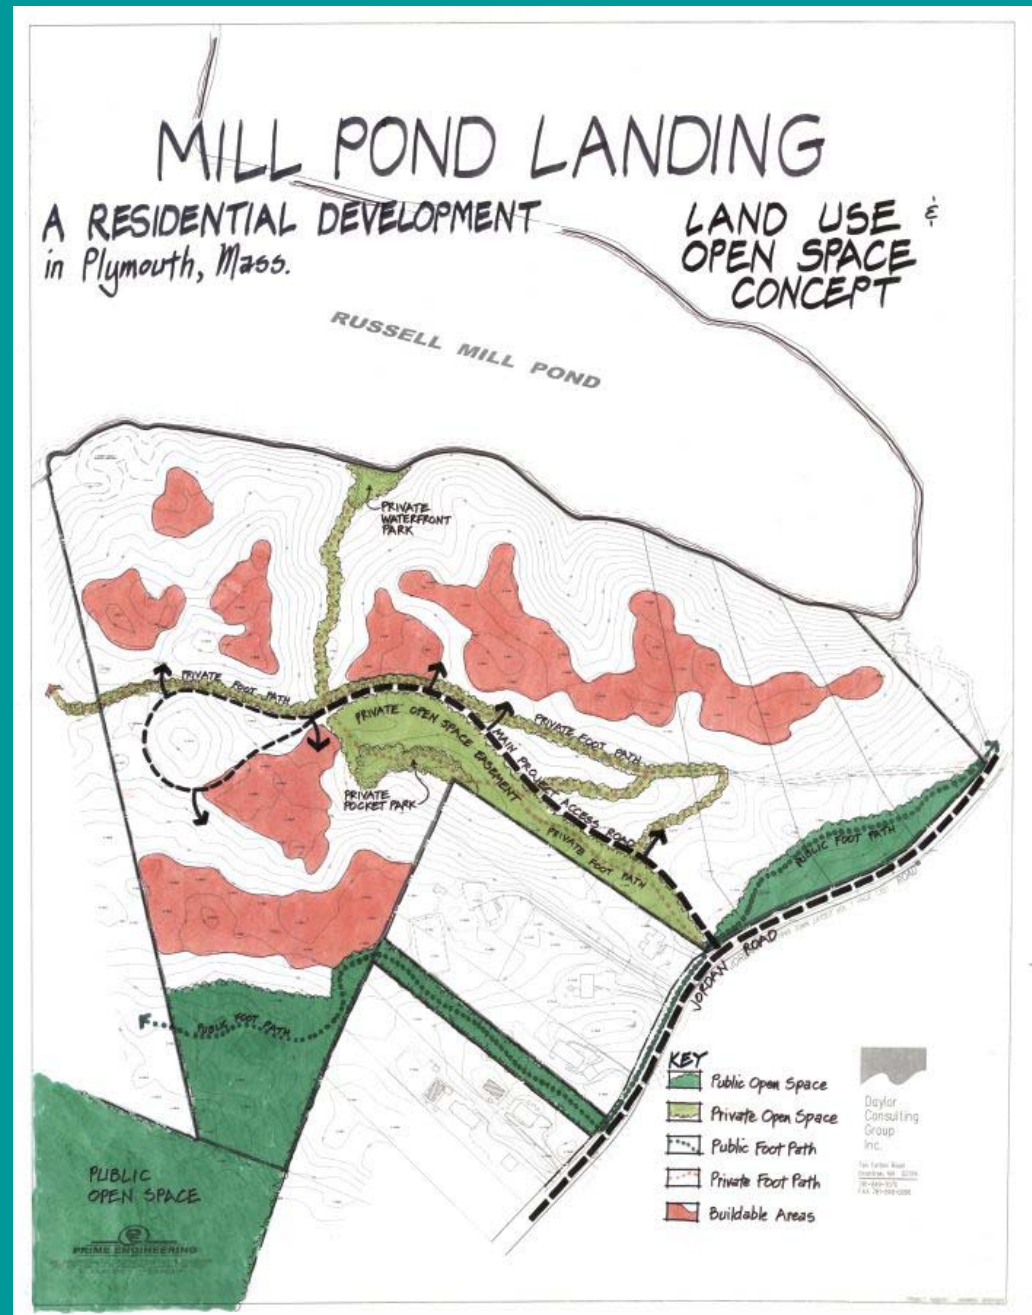 MILL POND LANDING
A RESIDENTIAL DEVELOPMENT
in Plymouth, Mass.
LAND USE &
OPEN SPACE
CONCEPT
RUSSELL MILL POND
PRIVATE
WATERFRONT
PARK
PRIVATE FOOT PATH
PRIVATE OPEN SPACE EASEMENT
PRIVATE FOOT PATH
MAIN PROJECT ACCESS ROAD
PRIVATE
POCKET PARK
PRIVATE FOOT PATH
PUBLIC FOOT PATH
JORDAN ROAD
PUBLIC FOOT PATH
KEY
Public Open Space
Private Open Space
Public Foot Path
Private Foot Path
Buildable Areas
Daylor
Consulting
Group
Inc.
PUBLIC
OPEN SPACE
PRIME ENGINEERING